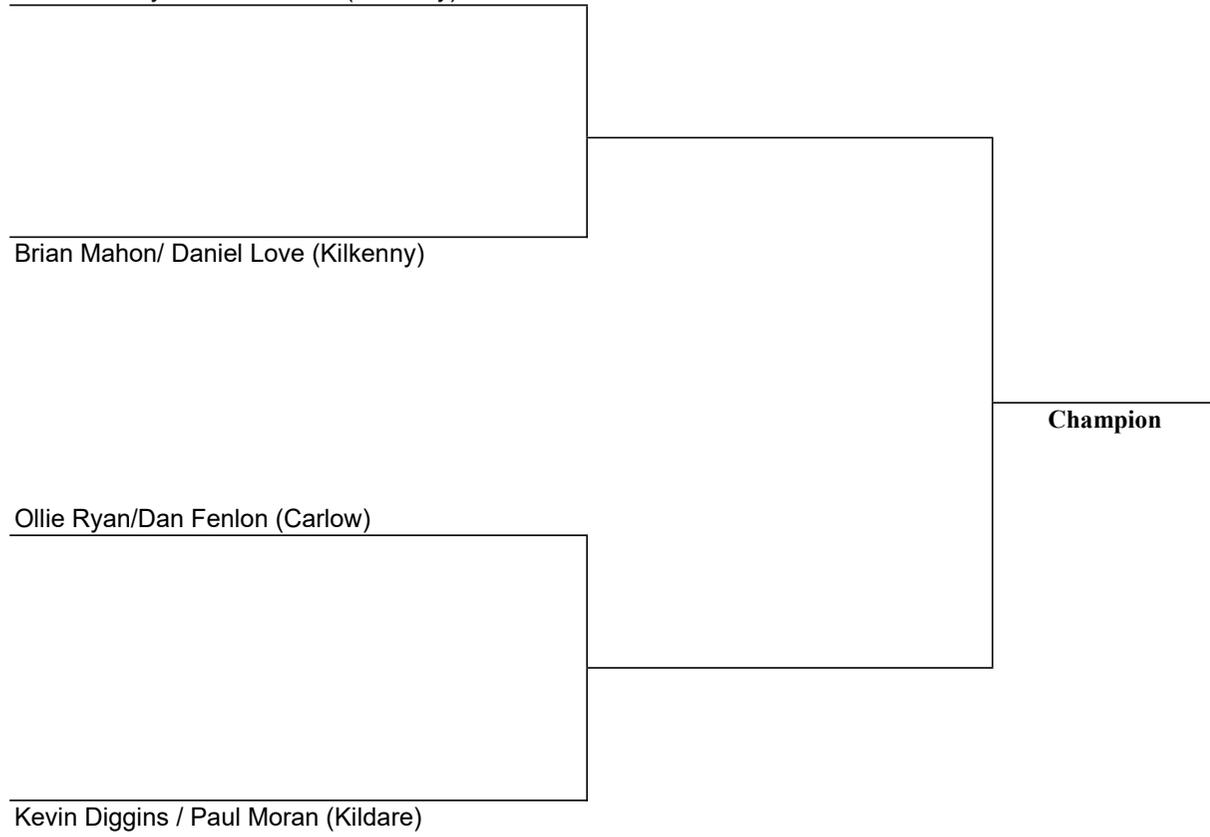 Brian Mahon/ Daniel Love (Kilkenny)
Champion
Ollie Ryan/Dan Fenlon (Carlow)
Kevin Diggins / Paul Moran (Kildare)